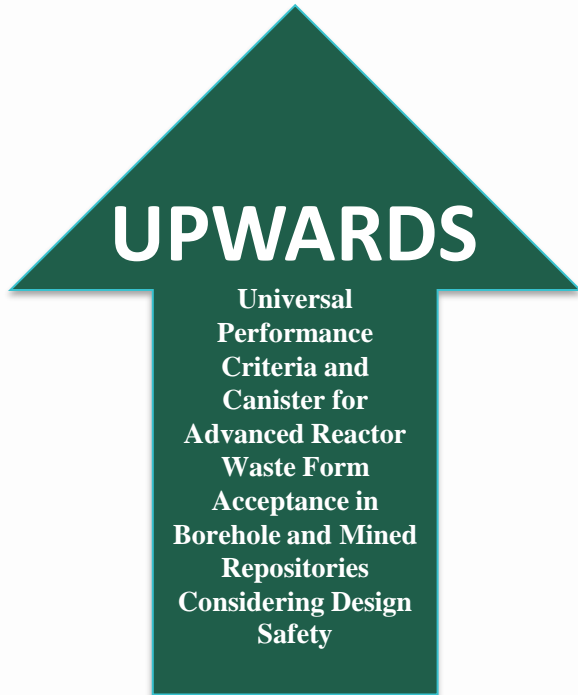 UPWARDS
Universal
Performance
Criteria and
Canister for
Advanced Reactor
Waste Form
Acceptance in
Borehole and Mined
Repositories
Considering Design
Safety